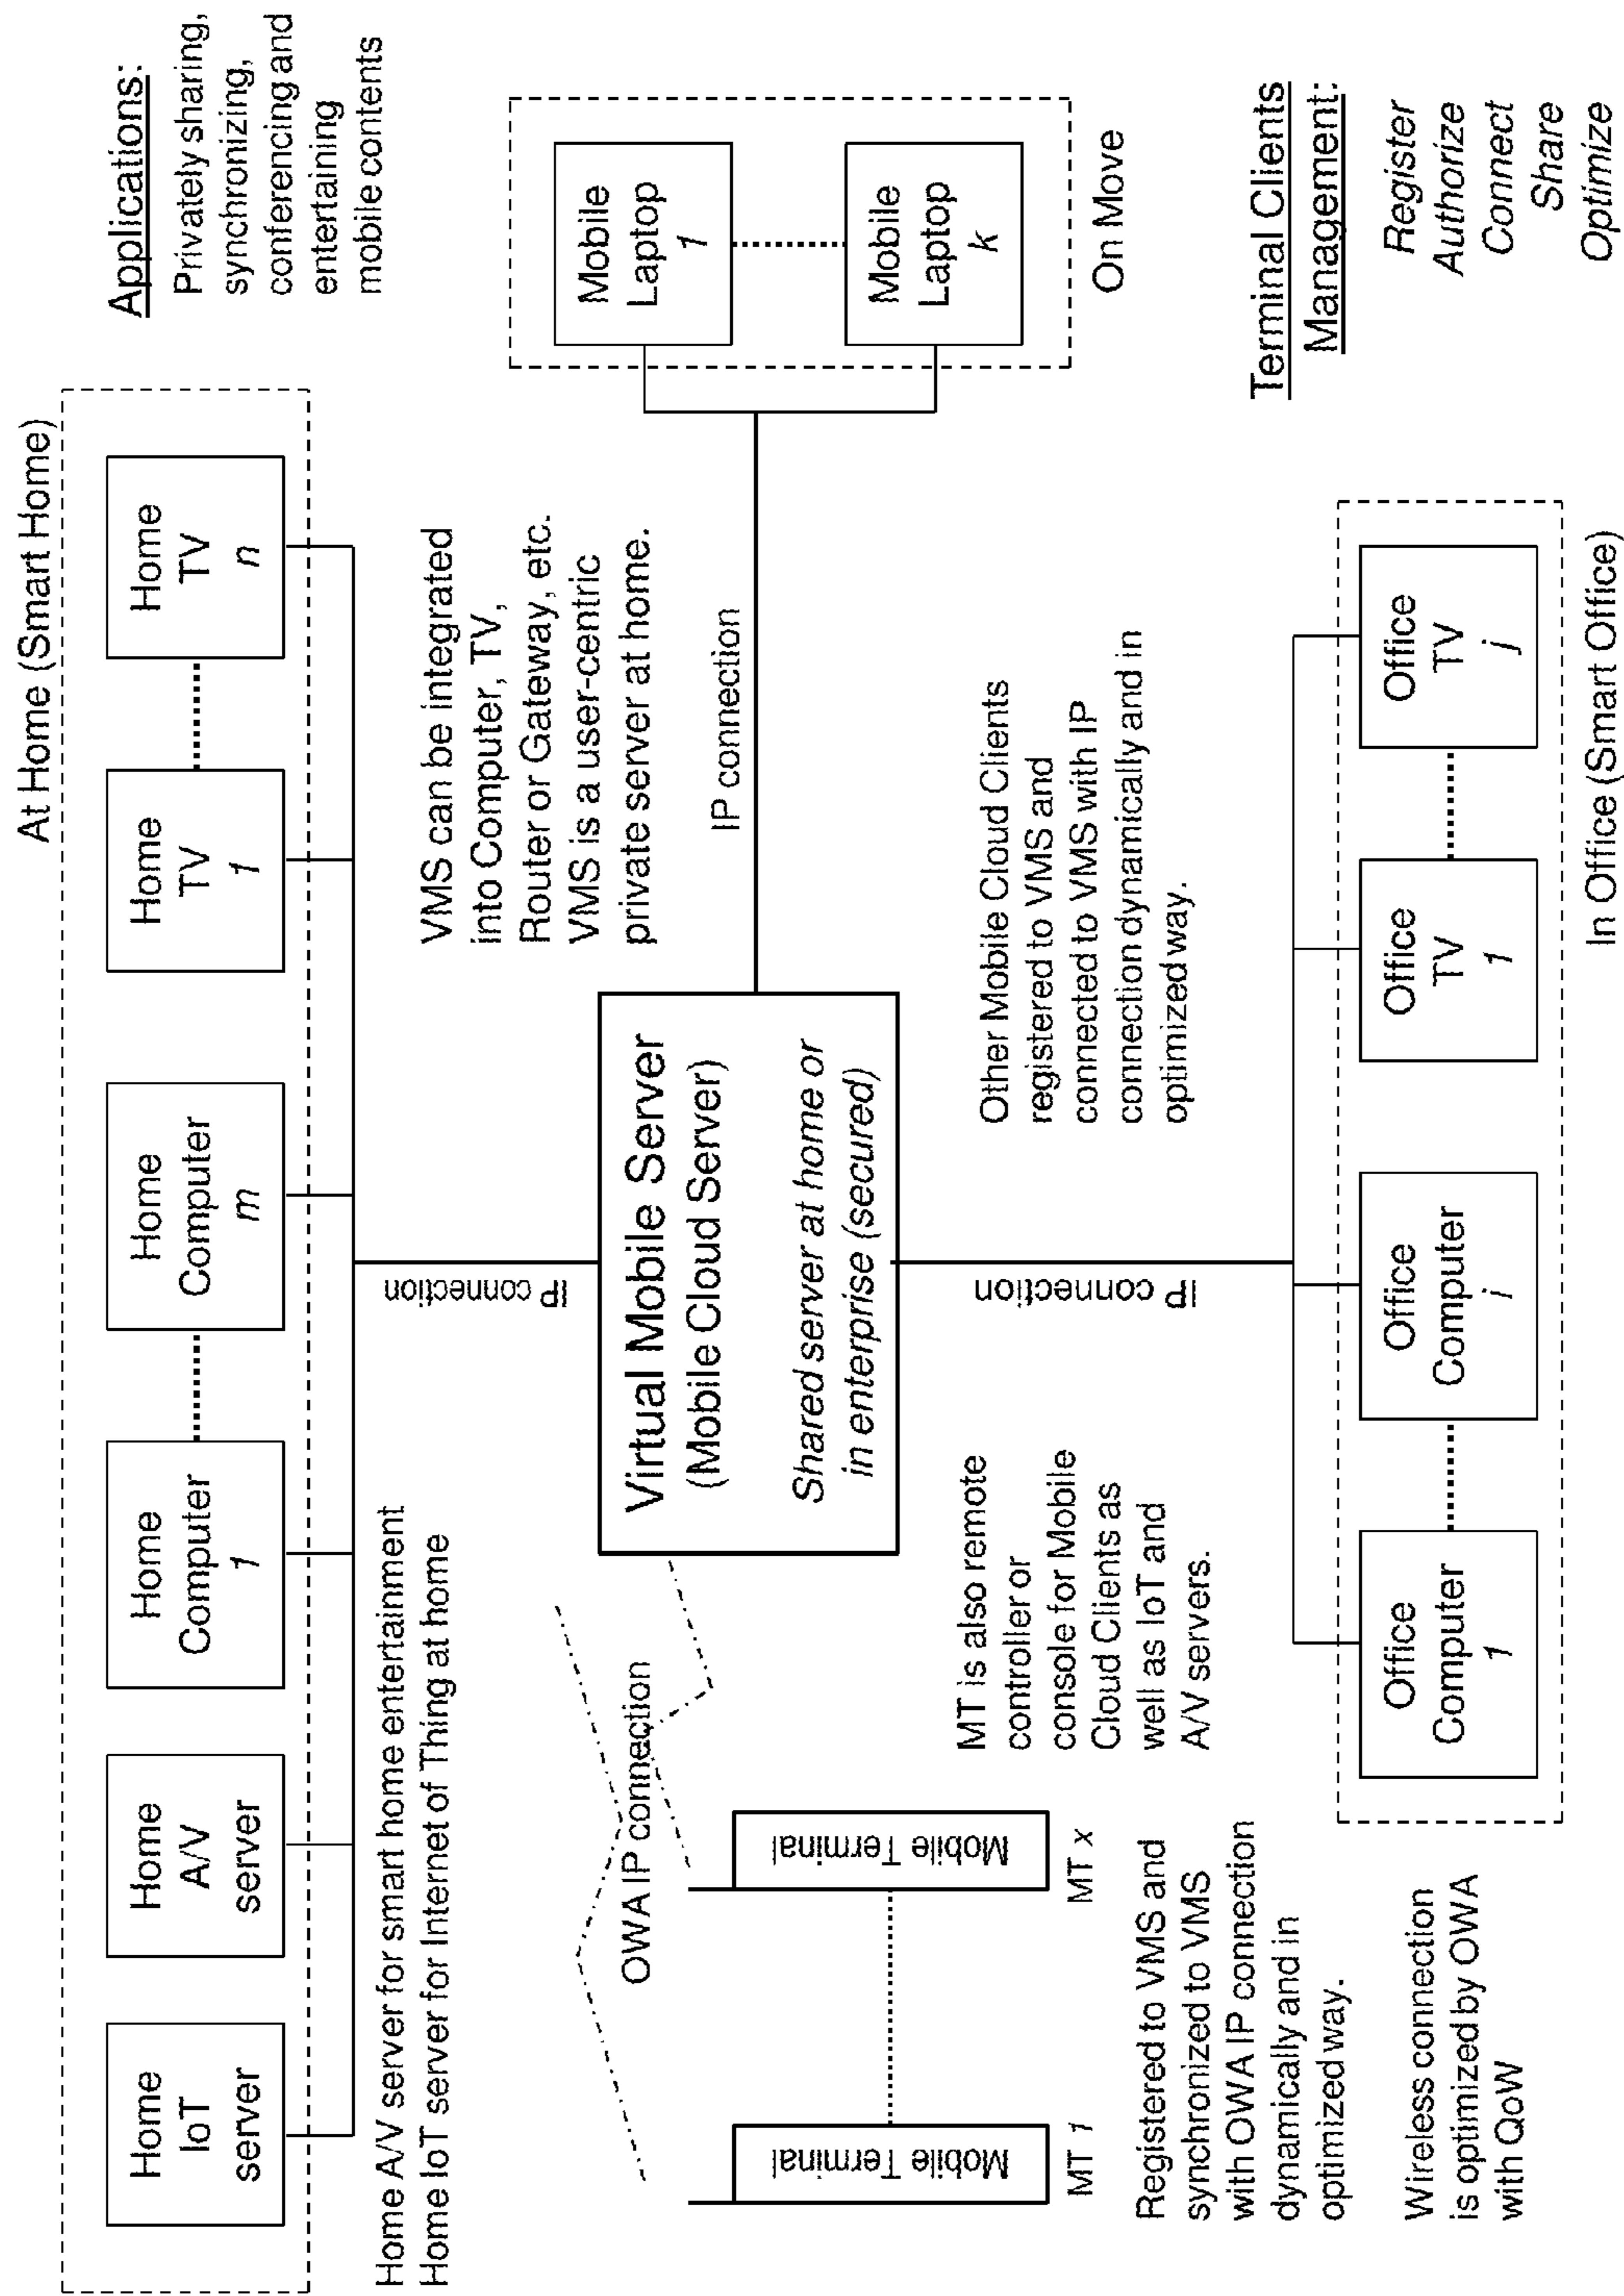 At Home (Smart Home)
Home
IoT
server
Home
A/V
server
Home
Computer
1
Home
Computer
m
Home
TV
1
Home
TV
n
Applications:
Privately sharing,
synchronizing,
conferencing and
entertaining
mobile contents
Home A/V server for smart home entertainment
Home IoT server for Internet of Thing at home
IP connection
VMS can be integrated
into Computer, TV,
Router or Gateway, etc.
VMS is a user-centric
private server at home.
OWA IP connection
Virtual Mobile Server
(Mobile Cloud Server)
Shared server at home or
in enterprise (secured)
IP connection
Mobile
Laptop
1
Mobile
Laptop
k
On Move
Mobile Terminal
MT 1
Mobile Terminal
MT x
MT is also remote
controller or
console for Mobile
Cloud Clients as
well as IoT and
A/V servers.
IP connection
Other Mobile Cloud Clients
registered to VMS and
connected to VMS with IP
connection dynamically and in
optimized way.
Registered to VMS and
synchronized to VMS
with OWA IP connection
dynamically and in
optimized way.
Wireless connection
is optimized by OWA
with QoW
Office
Computer
1
Office
Computer
i
Office
TV
1
Office
TV
j
In Office (Smart Office)
Terminal Clients
Management:
Register
Authorize
Connect
Share
Optimize